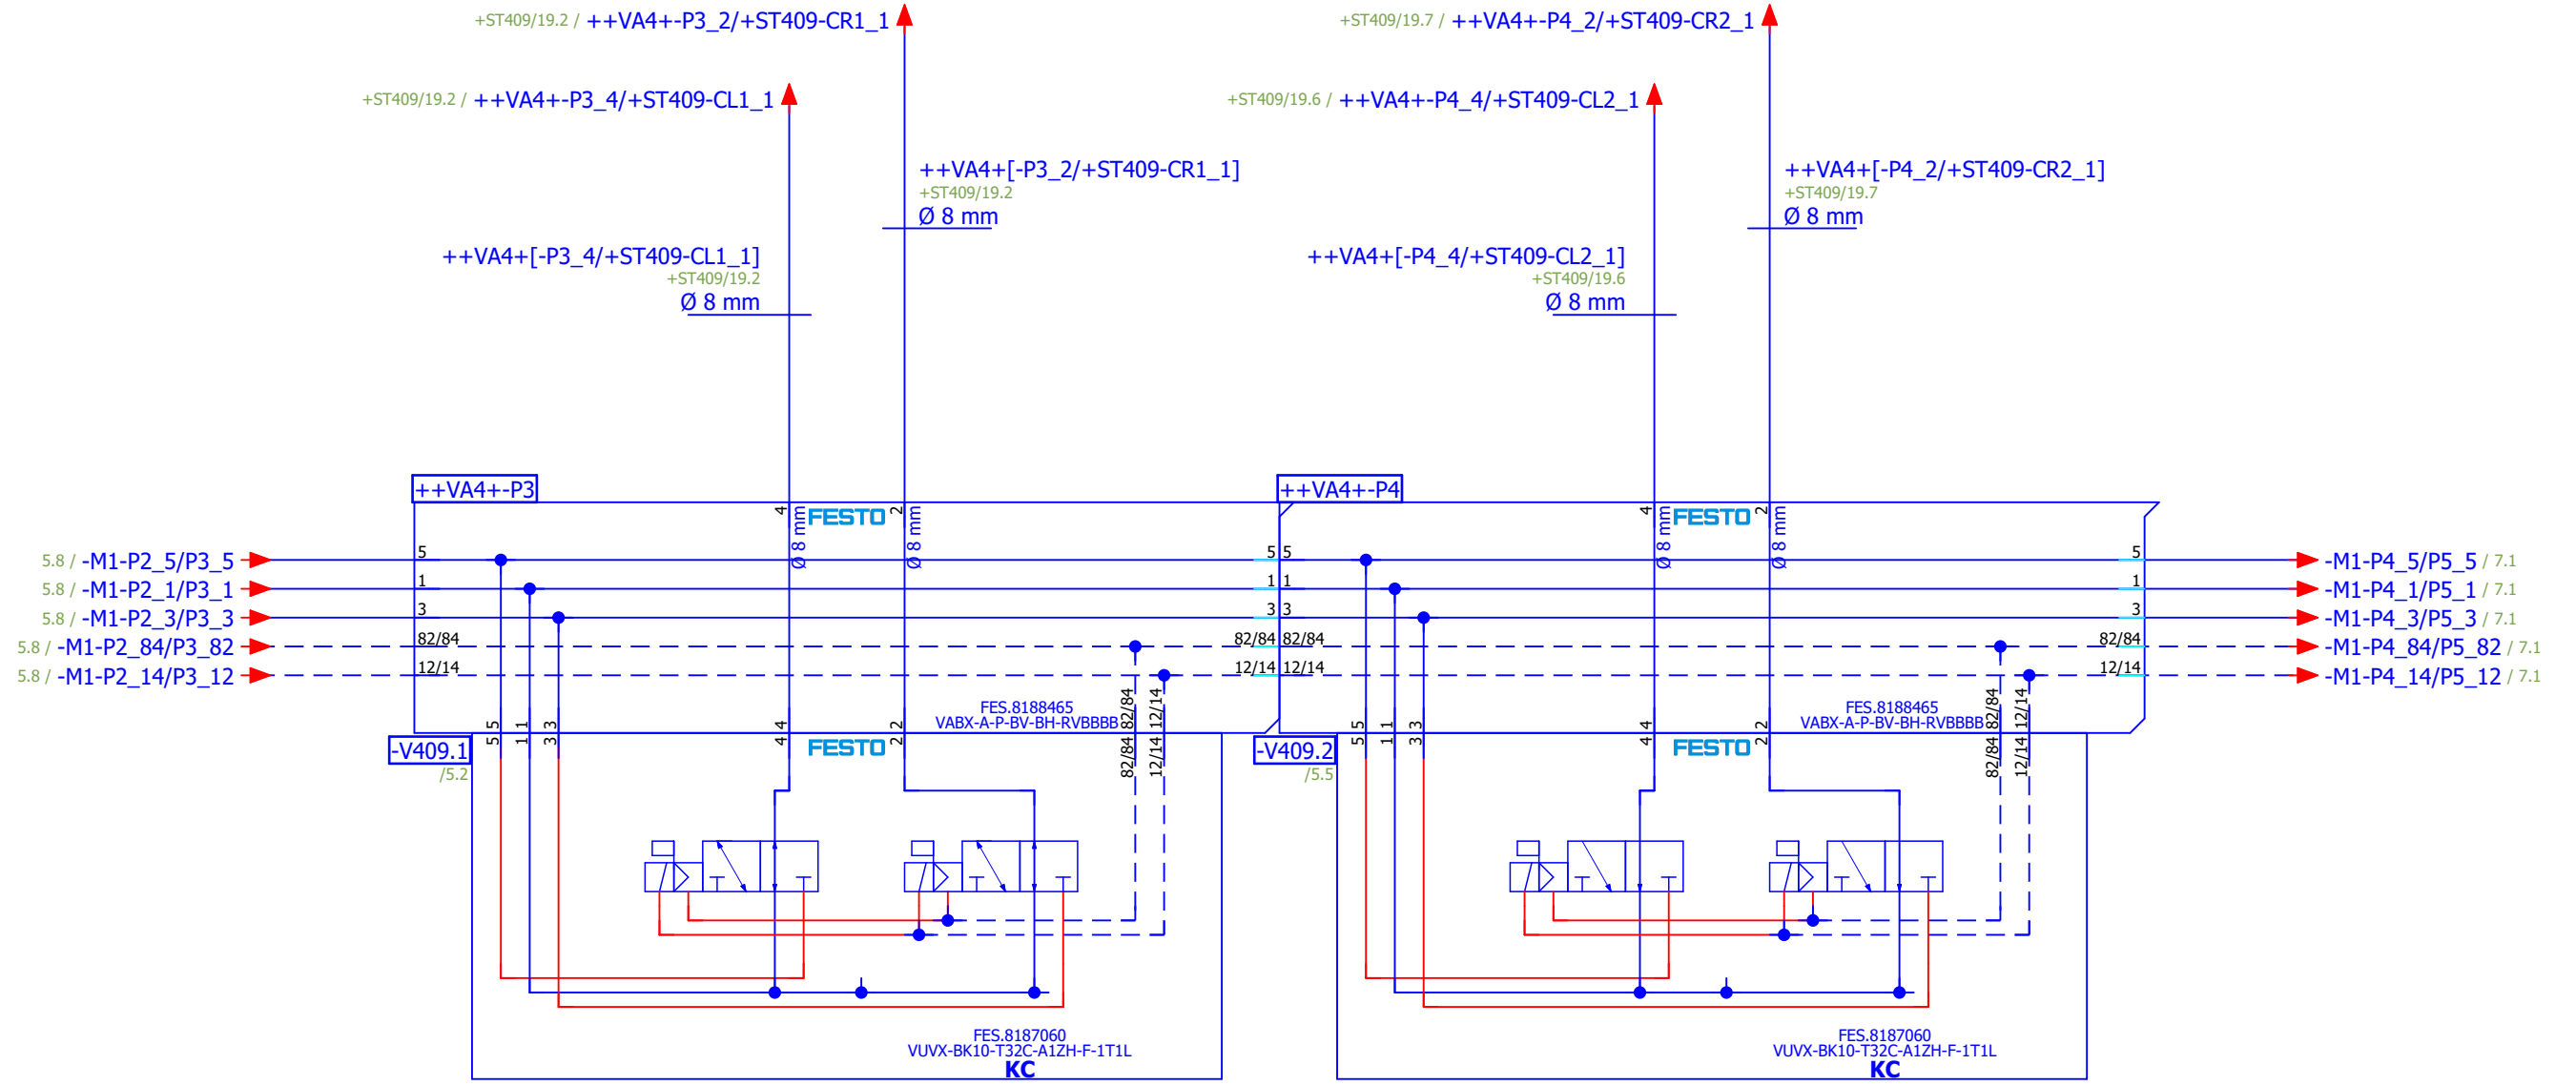 +ST409/19.2 / ++VA4+-P3_2/+ST409-CR1_1
+ST409/19.7 / ++VA4+-P4_2/+ST409-CR2_1
+ST409/19.2 / ++VA4+-P3_4/+ST409-CL1_1
+ST409/19.6 / ++VA4+-P4_4/+ST409-CL2_1
++VA4+[-P3_2/+ST409-CR1_1]
+ST409/19.2
Ø 8 mm
++VA4+[-P4_2/+ST409-CR2_1]
+ST409/19.7
Ø 8 mm
++VA4+[-P3_4/+ST409-CL1_1]
+ST409/19.2
Ø 8 mm
++VA4+[-P4_4/+ST409-CL2_1]
+ST409/19.6
Ø 8 mm
++VA4+-P3
++VA4+-P4
4 FESTO 2
Ø 8 mm
Ø 8 mm
4 FESTO 2
Ø 8 mm
Ø 8 mm
5.8 / -M1-P2_5/P3_5
5 5 5 5
-M1-P4_5/P5_5 / 7.1
5.8 / -M1-P2_1/P3_1
1 1 1 1
-M1-P4_1/P5_1 / 7.1
5.8 / -M1-P2_3/P3_3
3 3 3 3
-M1-P4_3/P5_3 / 7.1
5.8 / -M1-P2_84/P3_82
82/84 82/84 82/84 82/84
-M1-P4_84/P5_82 / 7.1
5.8 / -M1-P2_14/P3_12
12/14 12/14 12/14 12/14
-M1-P4_14/P5_12 / 7.1
FES.8188465
VABX-A-P-BV-BH-RVBBBB
5 1 3 4 2 82/84 12/14
FES.8188465
VABX-A-P-BV-BH-RVBBBB
5 1 3 4 2 82/84 12/14
-V409.1
/5.2
5 1 3 4 FESTO 2 82/84 12/14
-V409.2
/5.5
5 1 3 4 FESTO 2 82/84 12/14
FES.8187060
VUVX-BK10-T32C-A1ZH-F-1T1L
KC
FES.8187060
VUVX-BK10-T32C-A1ZH-F-1T1L
KC